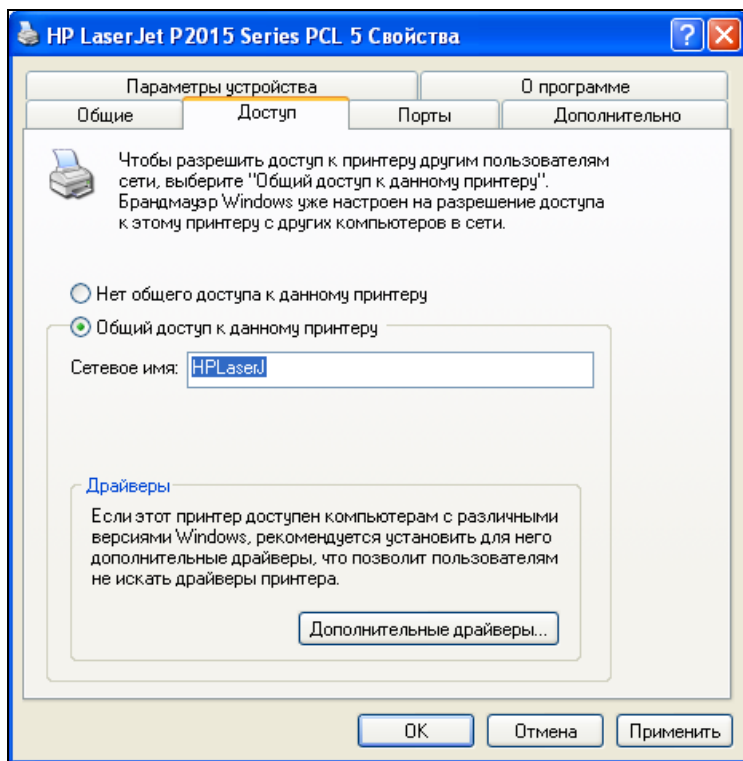 HP LaserJet P2015 Series PCL 5 Свойства
Параметры устройства
О программе
Общие
Доступ
Порты
Дополнительно
Чтобы разрешить доступ к принтеру другим пользователям
сети, выберите "Общий доступ к данному принтеру".
Брандмауэр Windows уже настроен на разрешение доступа
к этому принтеру с других компьютеров в сети.
Нет общего доступа к данному принтеру
Общий доступ к данному принтеру
Сетевое имя: HPLaserJ
Драйверы
Если этот принтер доступен компьютерам с различными
версиями Windows, рекомендуется установить для него
дополнительные драйверы, что позволит пользователям
не искать драйверы принтера.
Дополнительные драйверы...
ОК
Отмена
Применить